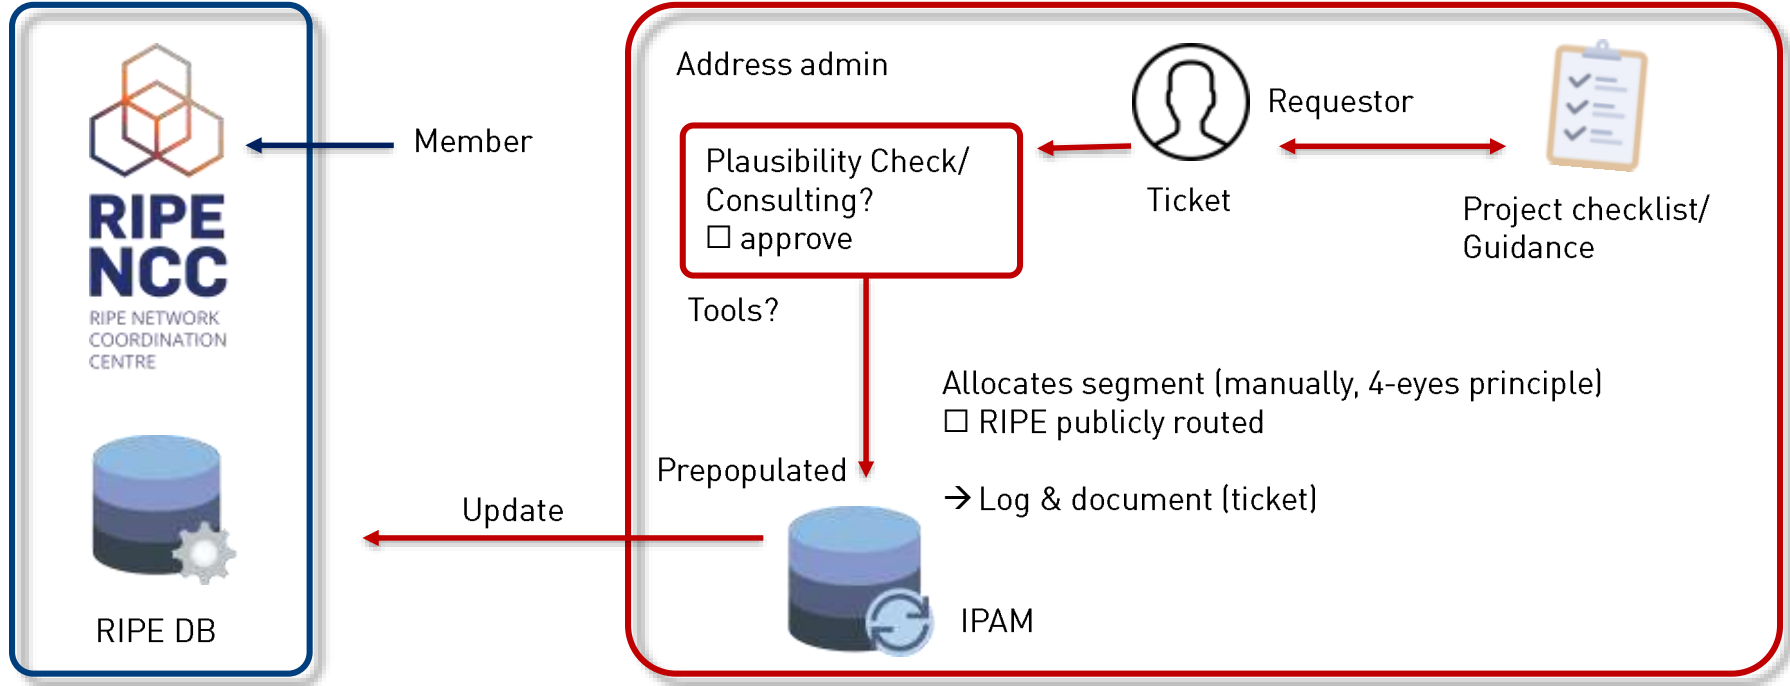 RIPE
NCC
RIPE NETWORK
COORDINATION
CENTRE
RIPE DB
Member
Update
Address admin
Plausibility Check/
Consulting?
☐ approve
Tools?
Requestor
Ticket
Project checklist/
Guidance
Allocates segment (manually, 4-eyes principle)
☐ RIPE publicly routed
→ Log & document (ticket)
Prepopulated
IPAM